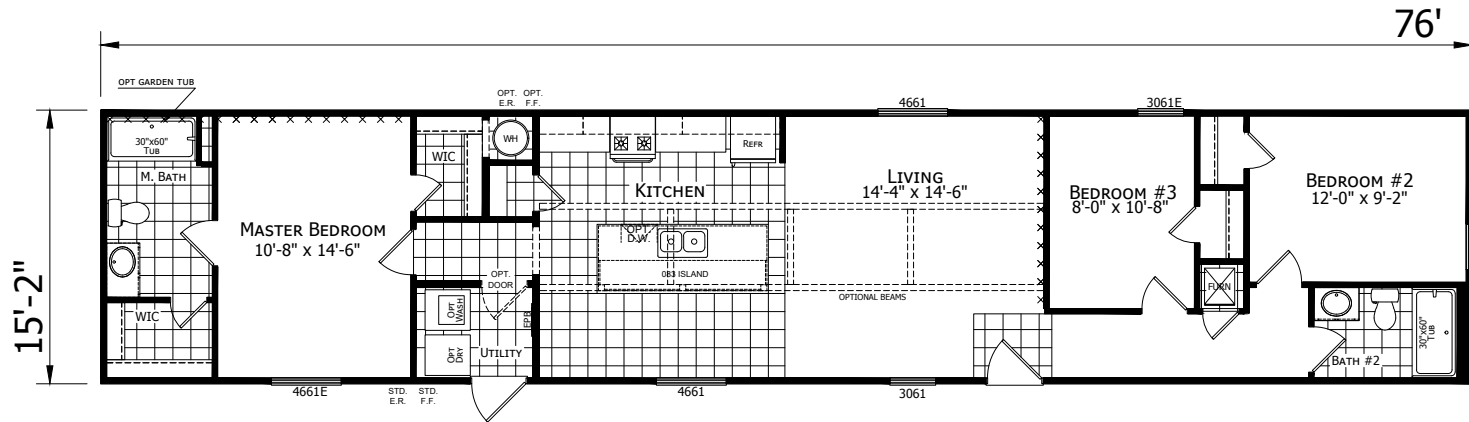 76'
OPT GARDEN TUB
OPT. OPT.
E.R. F.F.
4661
3061E
30"x60"
TUB
WIC
WH
REFR
M. BATH
KITCHEN
LIVING
14'-4" x 14'-6"
BEDROOM #3
8'-0" x 10'-8"
BEDROOM #2
12'-0" x 9'-2"
MASTER BEDROOM
10'-8" x 14'-6"
OPT.
D.W.
083 ISLAND
OPT.
DOOR
OPTIONAL BEAMS
FURN
15'-2"
WIC
OPT
WASH
EPB
OPT
DRY
UTILITY
30"x60"
TUB
BATH #2
4661E
STD. STD.
E.R. F.F.
4661
3061